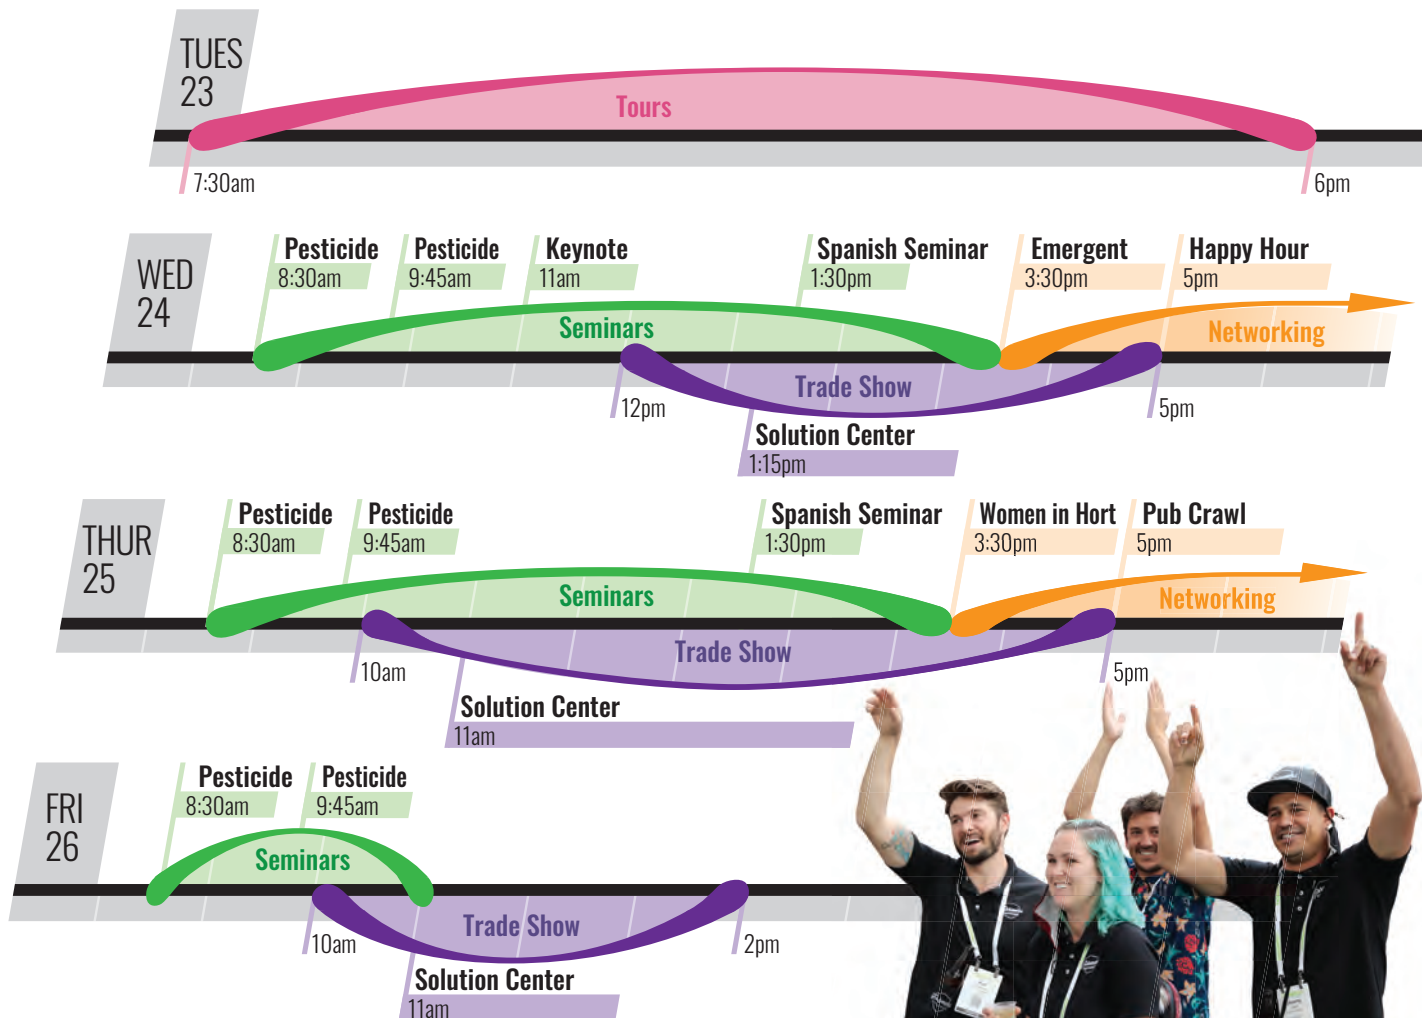 TUES
23
Tours
7:30am
6pm
WED
24
Pesticide
8:30am
Pesticide
9:45am
Keynote
11am
Spanish Seminar
1:30pm
Emergent
3:30pm
Happy Hour
5pm
Seminars
Networking
Trade Show
12pm
5pm
Solution Center
1:15pm
THUR
25
Pesticide
8:30am
Pesticide
9:45am
Spanish Seminar
1:30pm
Women in Hort
3:30pm
Pub Crawl
5pm
Seminars
Networking
Trade Show
10am
5pm
Solution Center
11am
FRI
26
Pesticide
8:30am
Pesticide
9:45am
Seminars
Trade Show
10am
2pm
Solution Center
11am